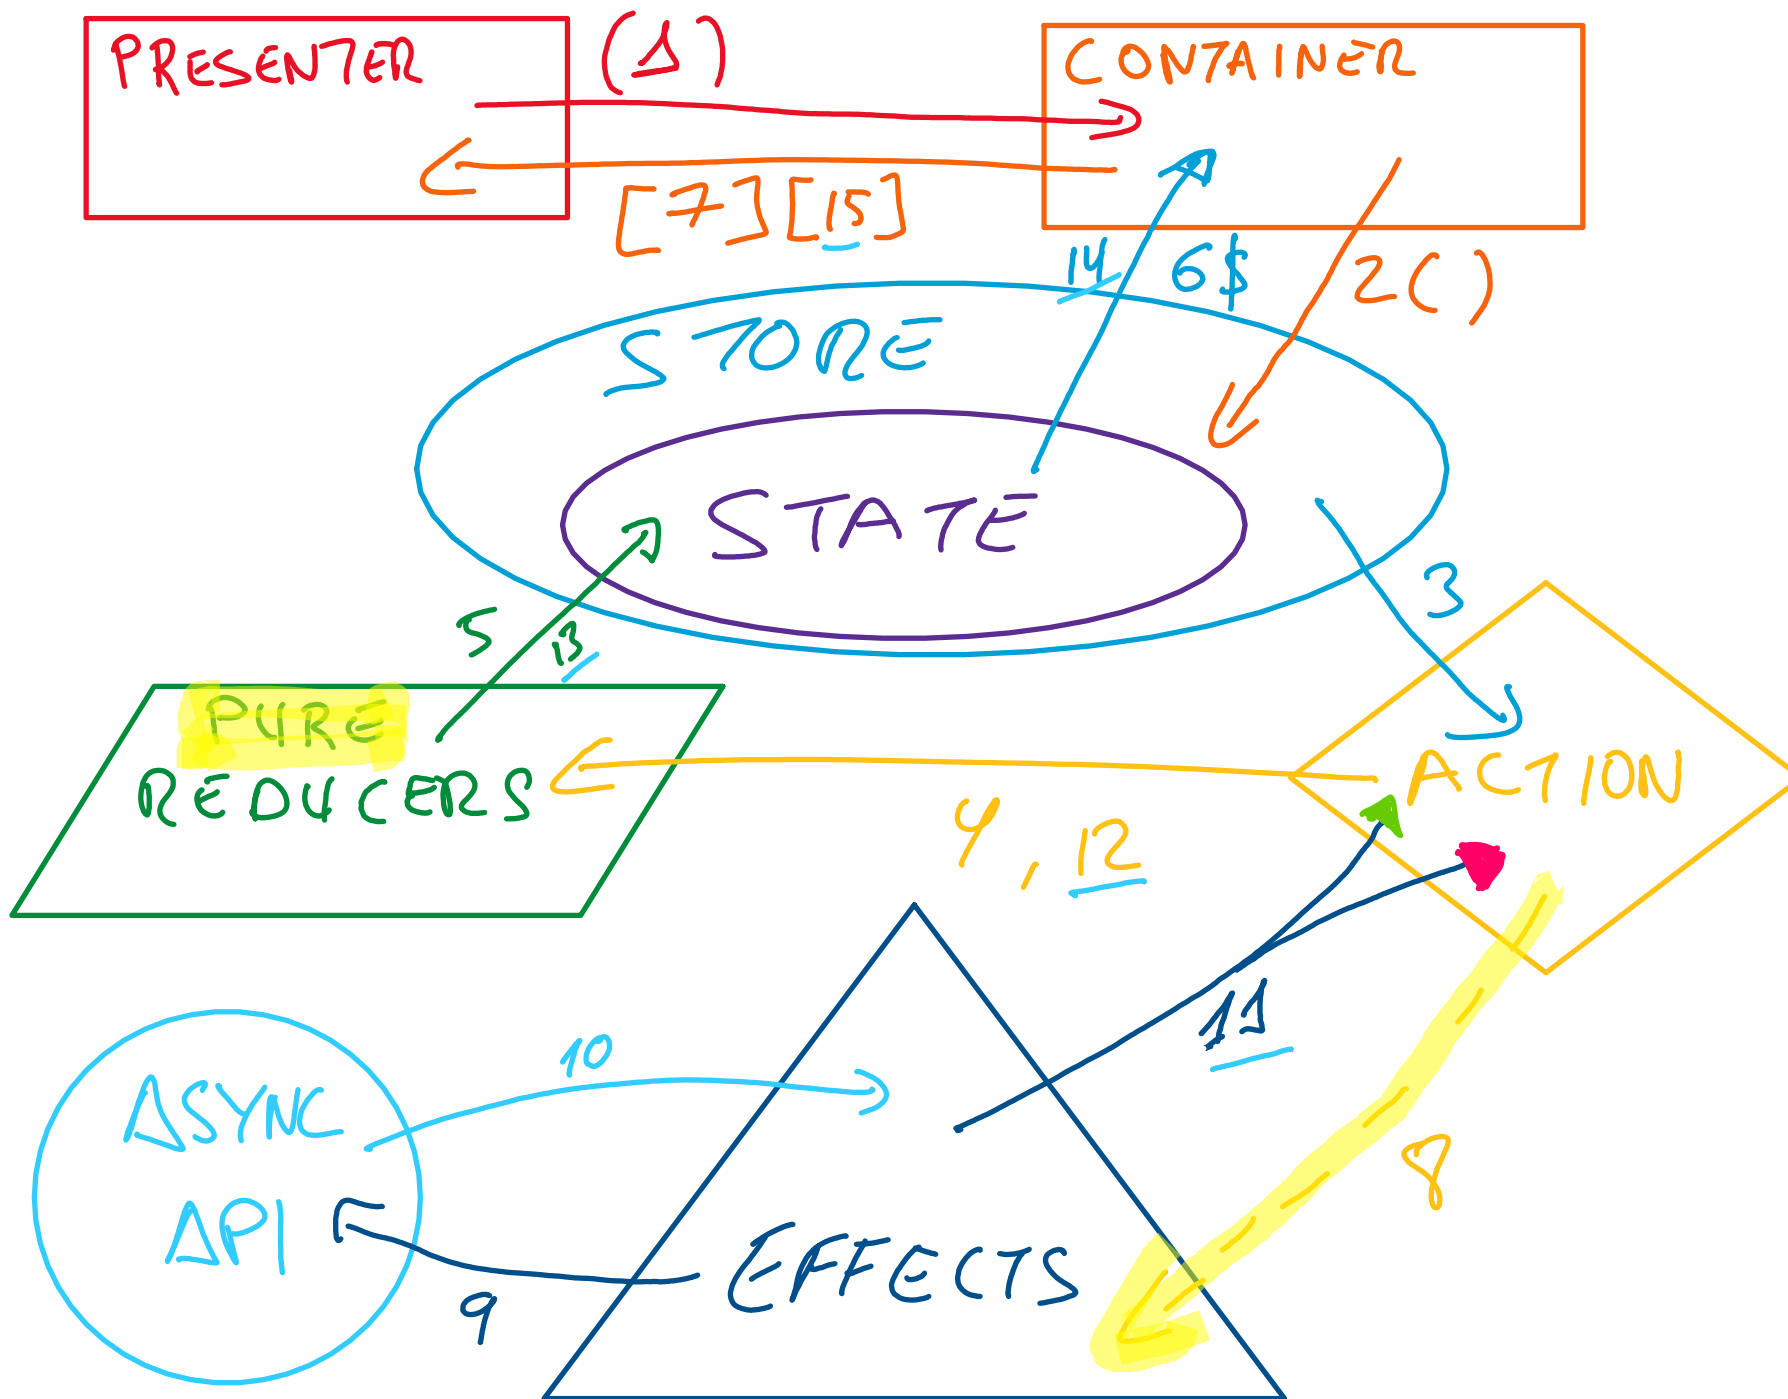 PRESENTER
(1)
CONTAINER
[7][15]
14
6$
2()
STORE
STATE
3
5
13
PURE
REDUCERS
ACTION
4, 12
11
10
ASYNC
API
8
EFFECTS
9